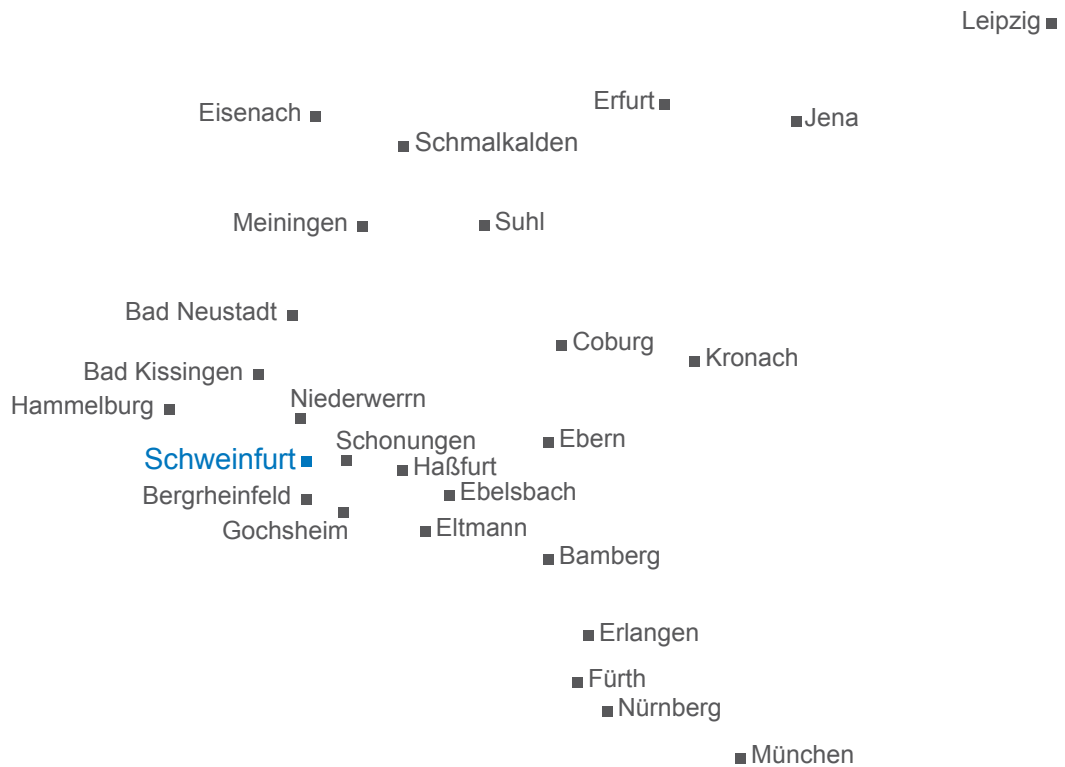 Leipzig
Erfurt
Eisenach
Jena
Schmalkalden
Meiningen
Suhl
Bad Neustadt
Coburg
Kronach
Bad Kissingen
Niederwerrn
Hammelburg
Schonungen
Ebern
Schweinfurt
Haßfurt
Bergrheinfeld
Ebelsbach
Gochsheim
Eltmann
Bamberg
Erlangen
Fürth
Nürnberg
München